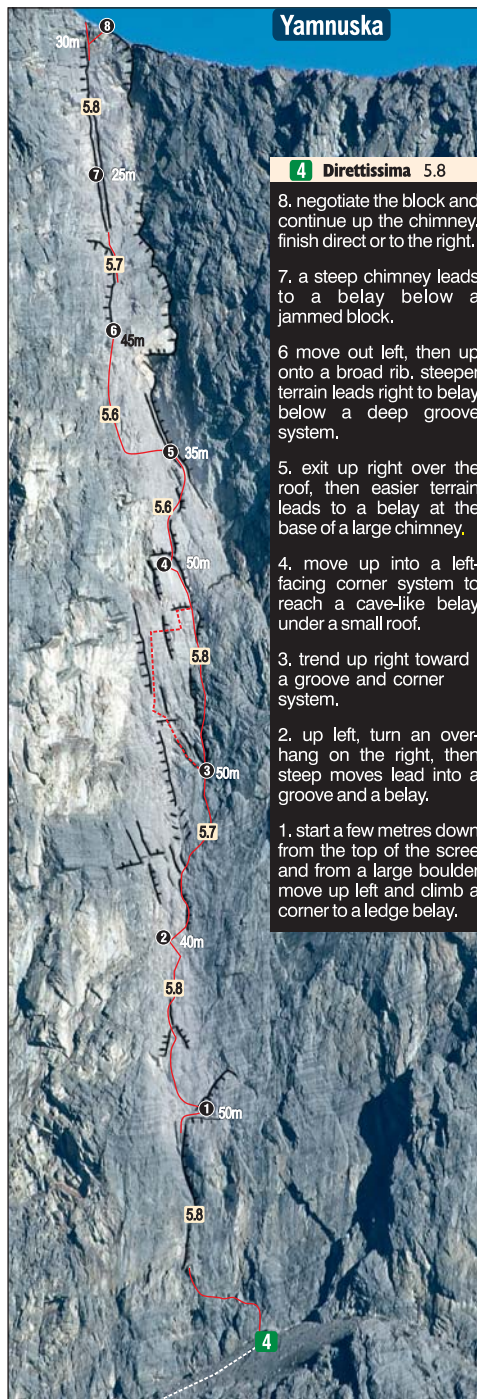 Yamnuska
8
30m
5.8
7
25m
4 Direttissima 5.8
8. negotiate the block and
continue up the chimney.
finish direct or to the right.
7. a steep chimney leads
to a belay below a
jammed block.
6 move out left, then up
onto a broad rib. steeper
terrain leads right to belay
below a deep groove
system.
5. exit up right over the
roof, then easier terrain
leads to a belay at the
base of a large chimney.
4. move up into a left-
facing corner system to
reach a cave-like belay
under a small roof.
3. trend up right toward
a groove and corner
system.
2. up left, turn an over-
hang on the right, then
steep moves lead into a
groove and a belay.
1. start a few metres down
from the top of the scree
and from a large boulder
move up left and climb a
corner to a ledge belay.
5.7
6
45m
5.6
5
35m
5.6
4
50m
5.8
3
50m
5.7
2
40m
5.8
1
50m
5.8
4